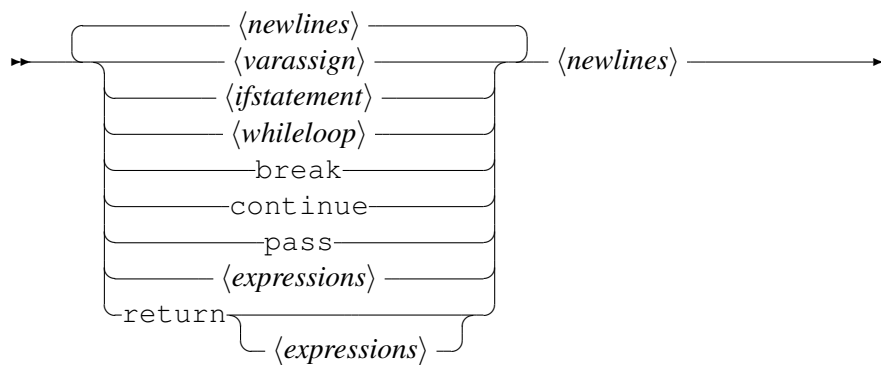 ⟨newlines⟩
⟨varassign⟩ ⟨newlines⟩
⟨ifstatement⟩
⟨whileloop⟩
break
continue
pass
⟨expressions⟩
return
⟨expressions⟩